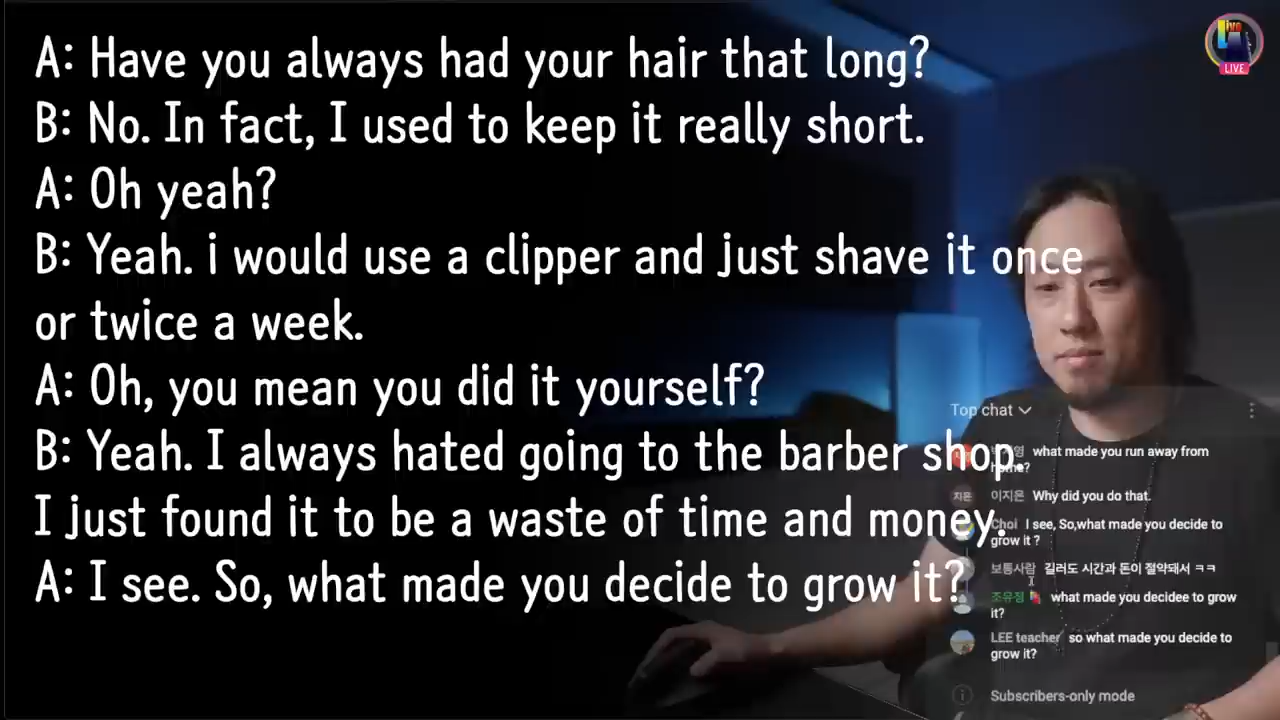 A: Have you always had your hair that long?
B: No. In fact, I used to keep it really short.
A: Oh yeah?
B: Yeah. i would use a clipper and just shave it once
or twice a week.
A: Oh, you mean you did it yourself?
B: Yeah. I always hated going to the barber shop.
I just found it to be a waste of time and money.
A: I see. So, what made you decide to grow it?
Live
LIVE
Top chat
영 what made you run away from
home?
지은 이지은 Why did you do that.
Choi I see, So,what made you decide to
grow it ?
보통사람 길러도 시간과 돈이 절약돼서 ㅋㅋ
조유정 what made you decidee to grow
it?
LEE teacher so what made you decide to
grow it?
Subscribers-only mode